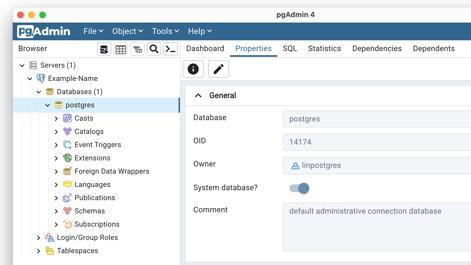 pgAdmin 4
pgAdmin File Object Tools Help
Browser
Dashboard Properties SQL Statistics Dependencies Dependents
Servers (1)
Example-Name
Databases (1)
postgres
Casts
Catalogs
Event Triggers
Extensions
Foreign Data Wrappers
Languages
Publications
Schemas
Subscriptions
Login/Group Roles
Tablespaces
General
Database postgres
OID 14174
Owner linpostgres
System database?
Comment default administrative connection database